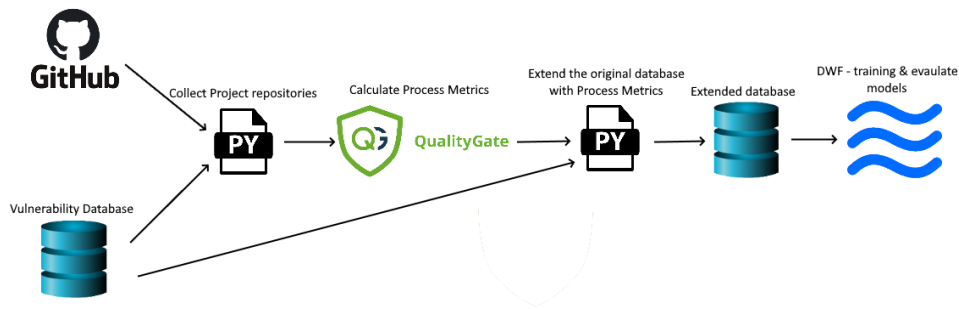 GitHub
Collect Project repositories
PY
Calculate Process Metrics
QG
QualityGate
Extend the original database
with Process Metrics
PY
Extended database
DWF - training & evaulate
models
Vulnerability Database